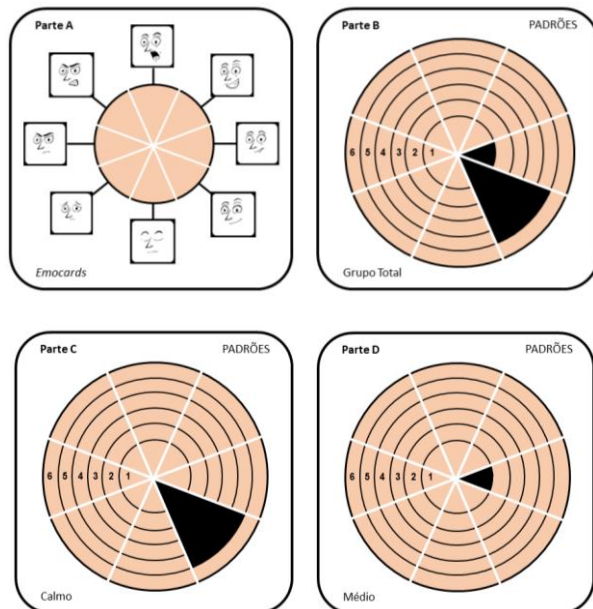 Parte A
Emocards
Parte B PADRÕES
6 5 4 3 2 1
Grupo Total
Parte C PADRÕES
6 5 4 3 2 1
Calmo
Parte D PADRÕES
6 5 4 3 2 1
Médio